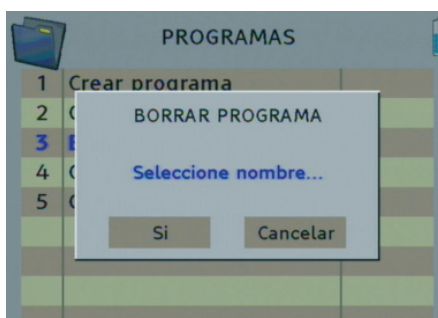 PROGRAMAS
1 Crear programa
2
BORRAR PROGRAMA
3
Seleccione nombre...
4
5
Si Cancelar